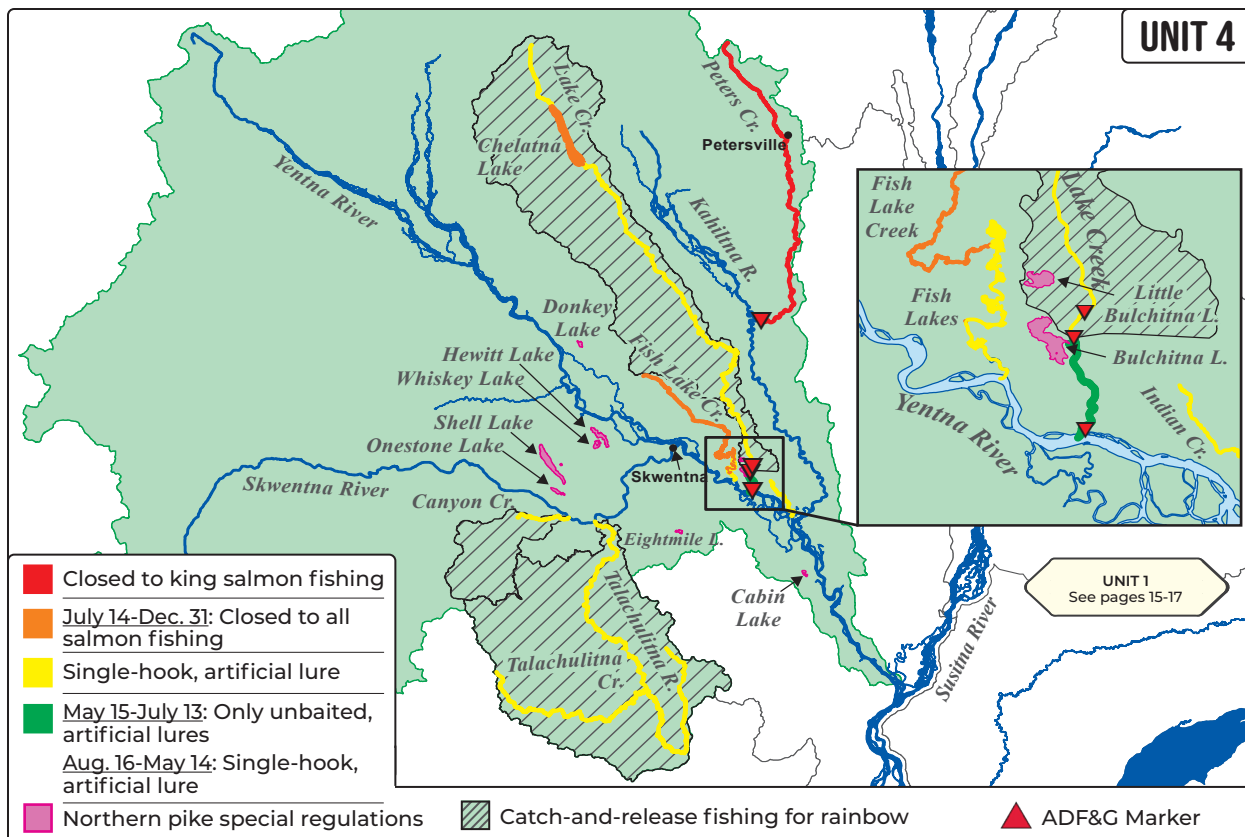 UNIT 4
Lake Cr.
Peters Cr.
Petersville
Chelatna
Lake
Yentna River
Kahiltna R.
Donkey
Lake
Hewitt Lake
Whiskey Lake
Fish Lake Cr.
Shell Lake
Onestone Lake
Skwentna
Skwentna River
Canyon Cr.
Eightmile L.
Talachulitna R.
Talachulitna
Cr.
Cabin
Lake
Susitna River
Fish
Lake
Creek
Lake Creek
Fish
Lakes
Little
Bulchitna L.
Bulchitna L.
Yentna River
Indian Cr.
UNIT 1
See pages 15-17
Closed to king salmon fishing
July 14-Dec. 31: Closed to all
salmon fishing
Single-hook, artificial lure
May 15-July 13: Only unbaited,
artificial lures
Aug. 16-May 14: Single-hook,
artificial lure
Northern pike special regulations
Catch-and-release fishing for rainbow
ADF&G Marker